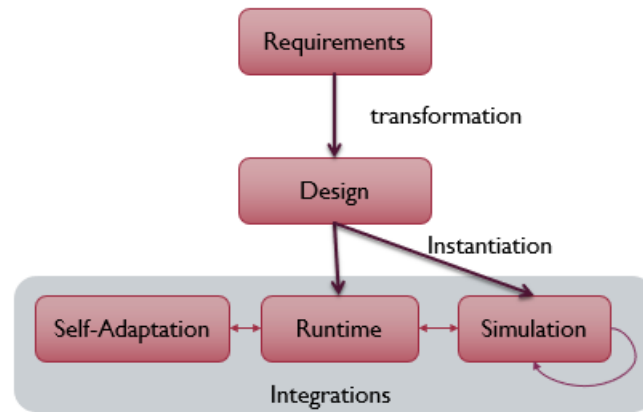 Requirements
transformation
Design
Instantiation
Self-Adaptation
Runtime
Simulation
Integrations